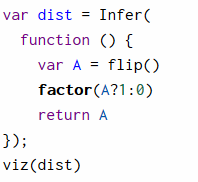 var dist = Infer(
function () {
var A = flip()
factor(A?1:0)
return A
});
viz(dist)